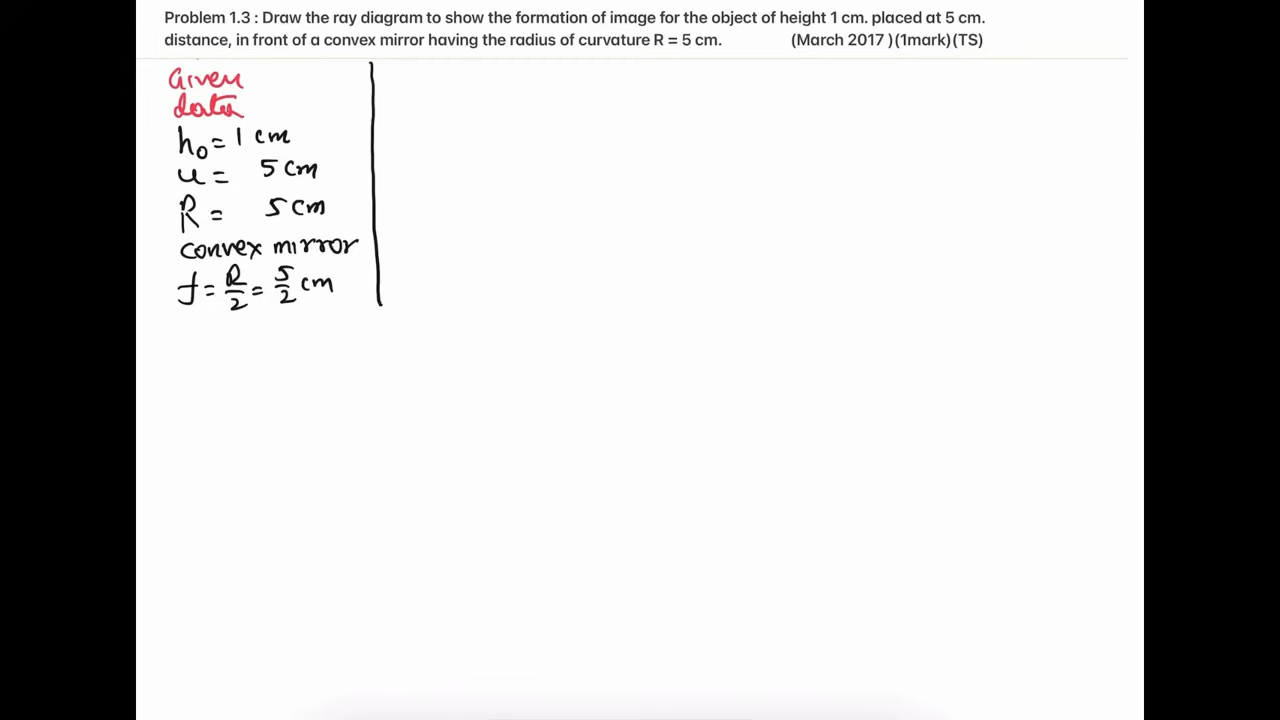 Problem 1.3 : Draw the ray diagram to show the formation of image for the object of height 1 cm. placed at 5 cm.
distance, in front of a convex mirror having the radius of curvature R = 5 cm. (March 2017 )(1mark)(TS)
Given
data
h₀ = 1 cm
u = 5 cm
R = 5 cm
convex mirror
f = R/2 = 5/2 cm